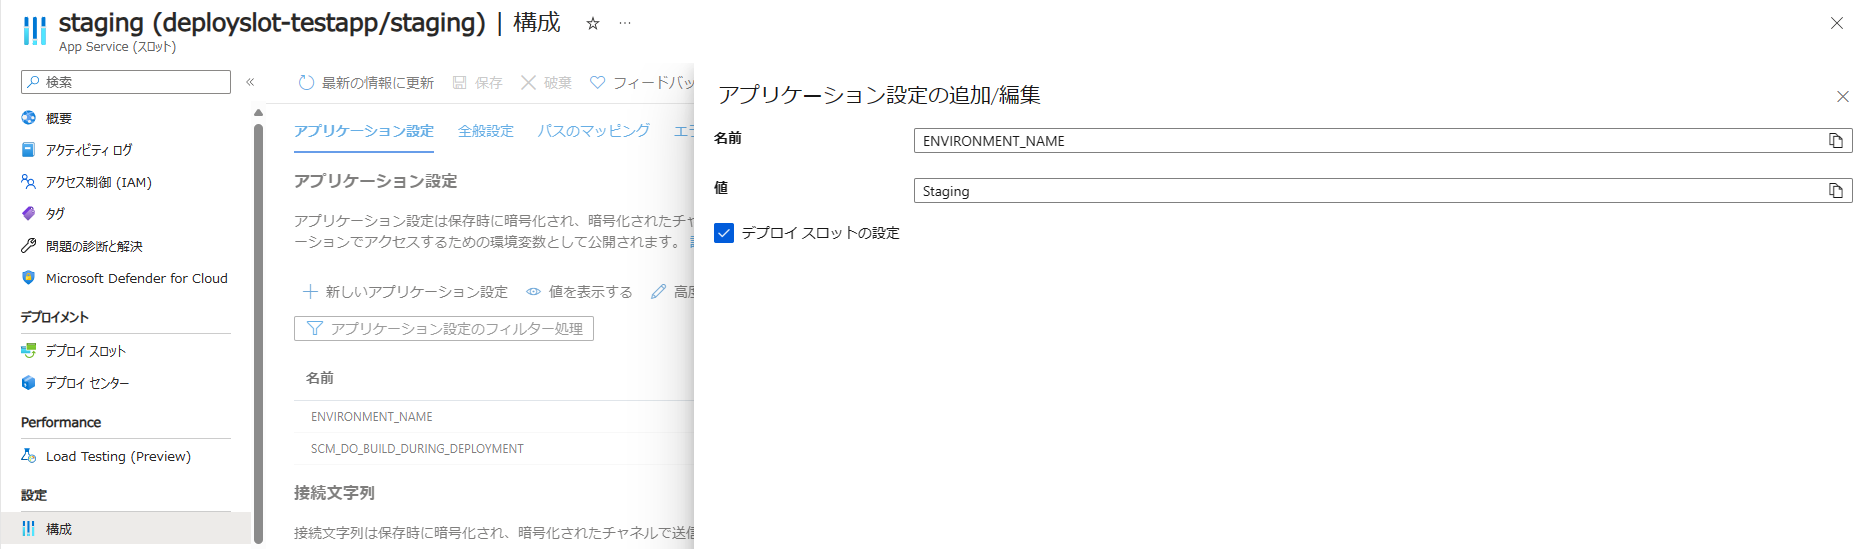 staging (deployslot-testapp/staging) | 構成
App Service (スロット)
検索
概要
アクティビティ ログ
アクセス制御 (IAM)
タグ
問題の診断と解決
Microsoft Defender for Cloud
デプロイメント
デプロイ スロット
デプロイ センター
Performance
Load Testing (Preview)
設定
構成
最新の情報に更新 保存 破棄 フィードバッ
アプリケーション設定 全般設定 パスのマッピング エラ
アプリケーション設定
アプリケーション設定は保存時に暗号化され、暗号化されたチャ
ーションでアクセスするための環境変数として公開されます。
新しいアプリケーション設定 値を表示する 高度
アプリケーション設定のフィルター処理
名前
ENVIRONMENT_NAME
SCM_DO_BUILD_DURING_DEPLOYMENT
接続文字列
接続文字列は保存時に暗号化され、暗号化されたチャネルで送信
アプリケーション設定の追加/編集
名前
ENVIRONMENT_NAME
値
Staging
デプロイ スロットの設定